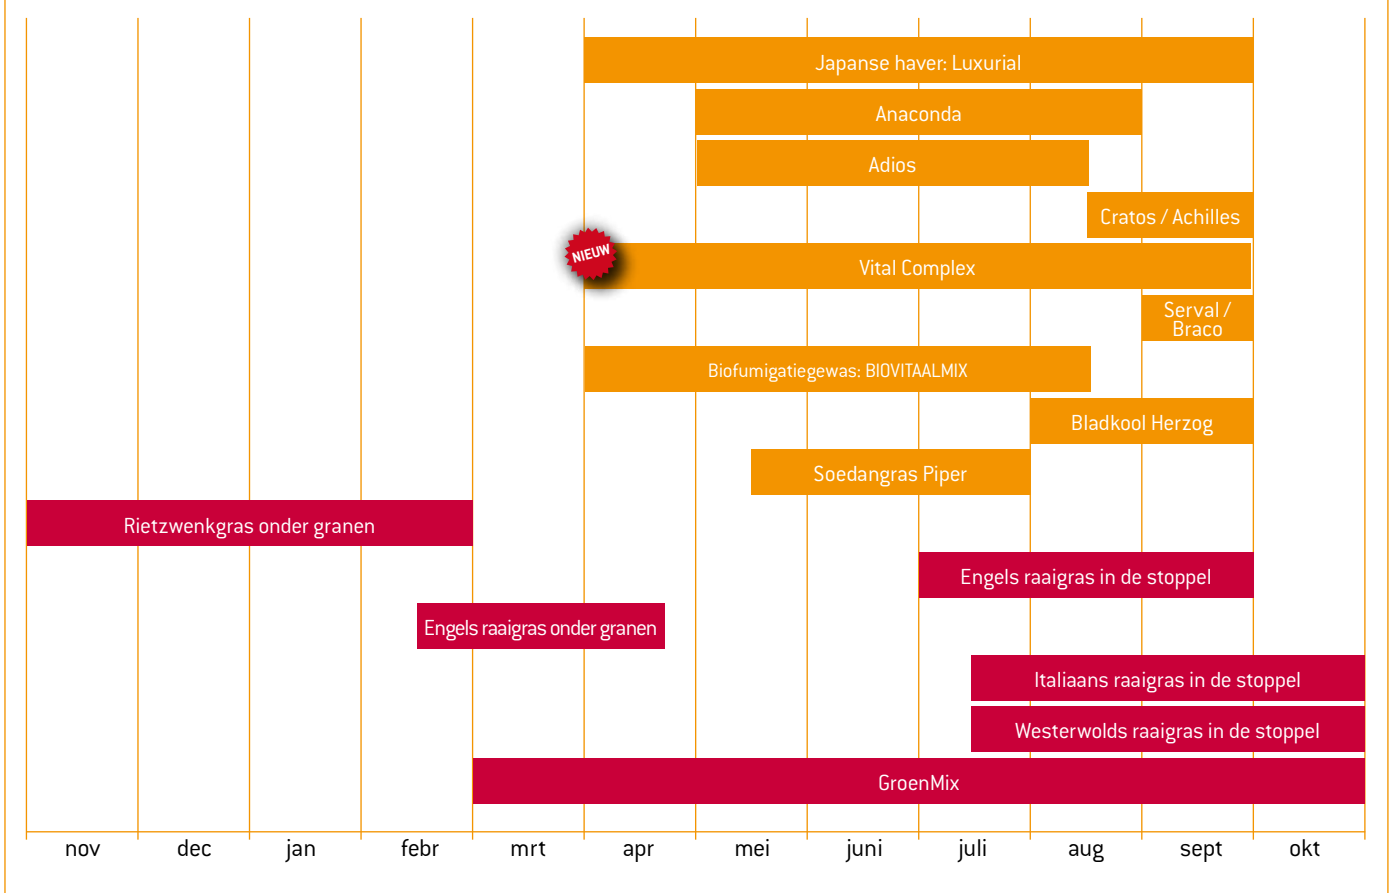 Japanse haver: Luxurial
Anaconda
Adios
Cratos / Achilles
NIEUW
Vital Complex
Serval /
Braco
Biofumigatiegewas: BIOVITAALMIX
Bladkool Herzog
Soedangras Piper
Rietzwenkgras onder granen
Engels raaigras in de stoppel
Engels raaigras onder granen
Italiaans raaigras in de stoppel
Westerwolds raaigras in de stoppel
GroenMix
nov dec jan febr mrt apr mei juni juli aug sept okt